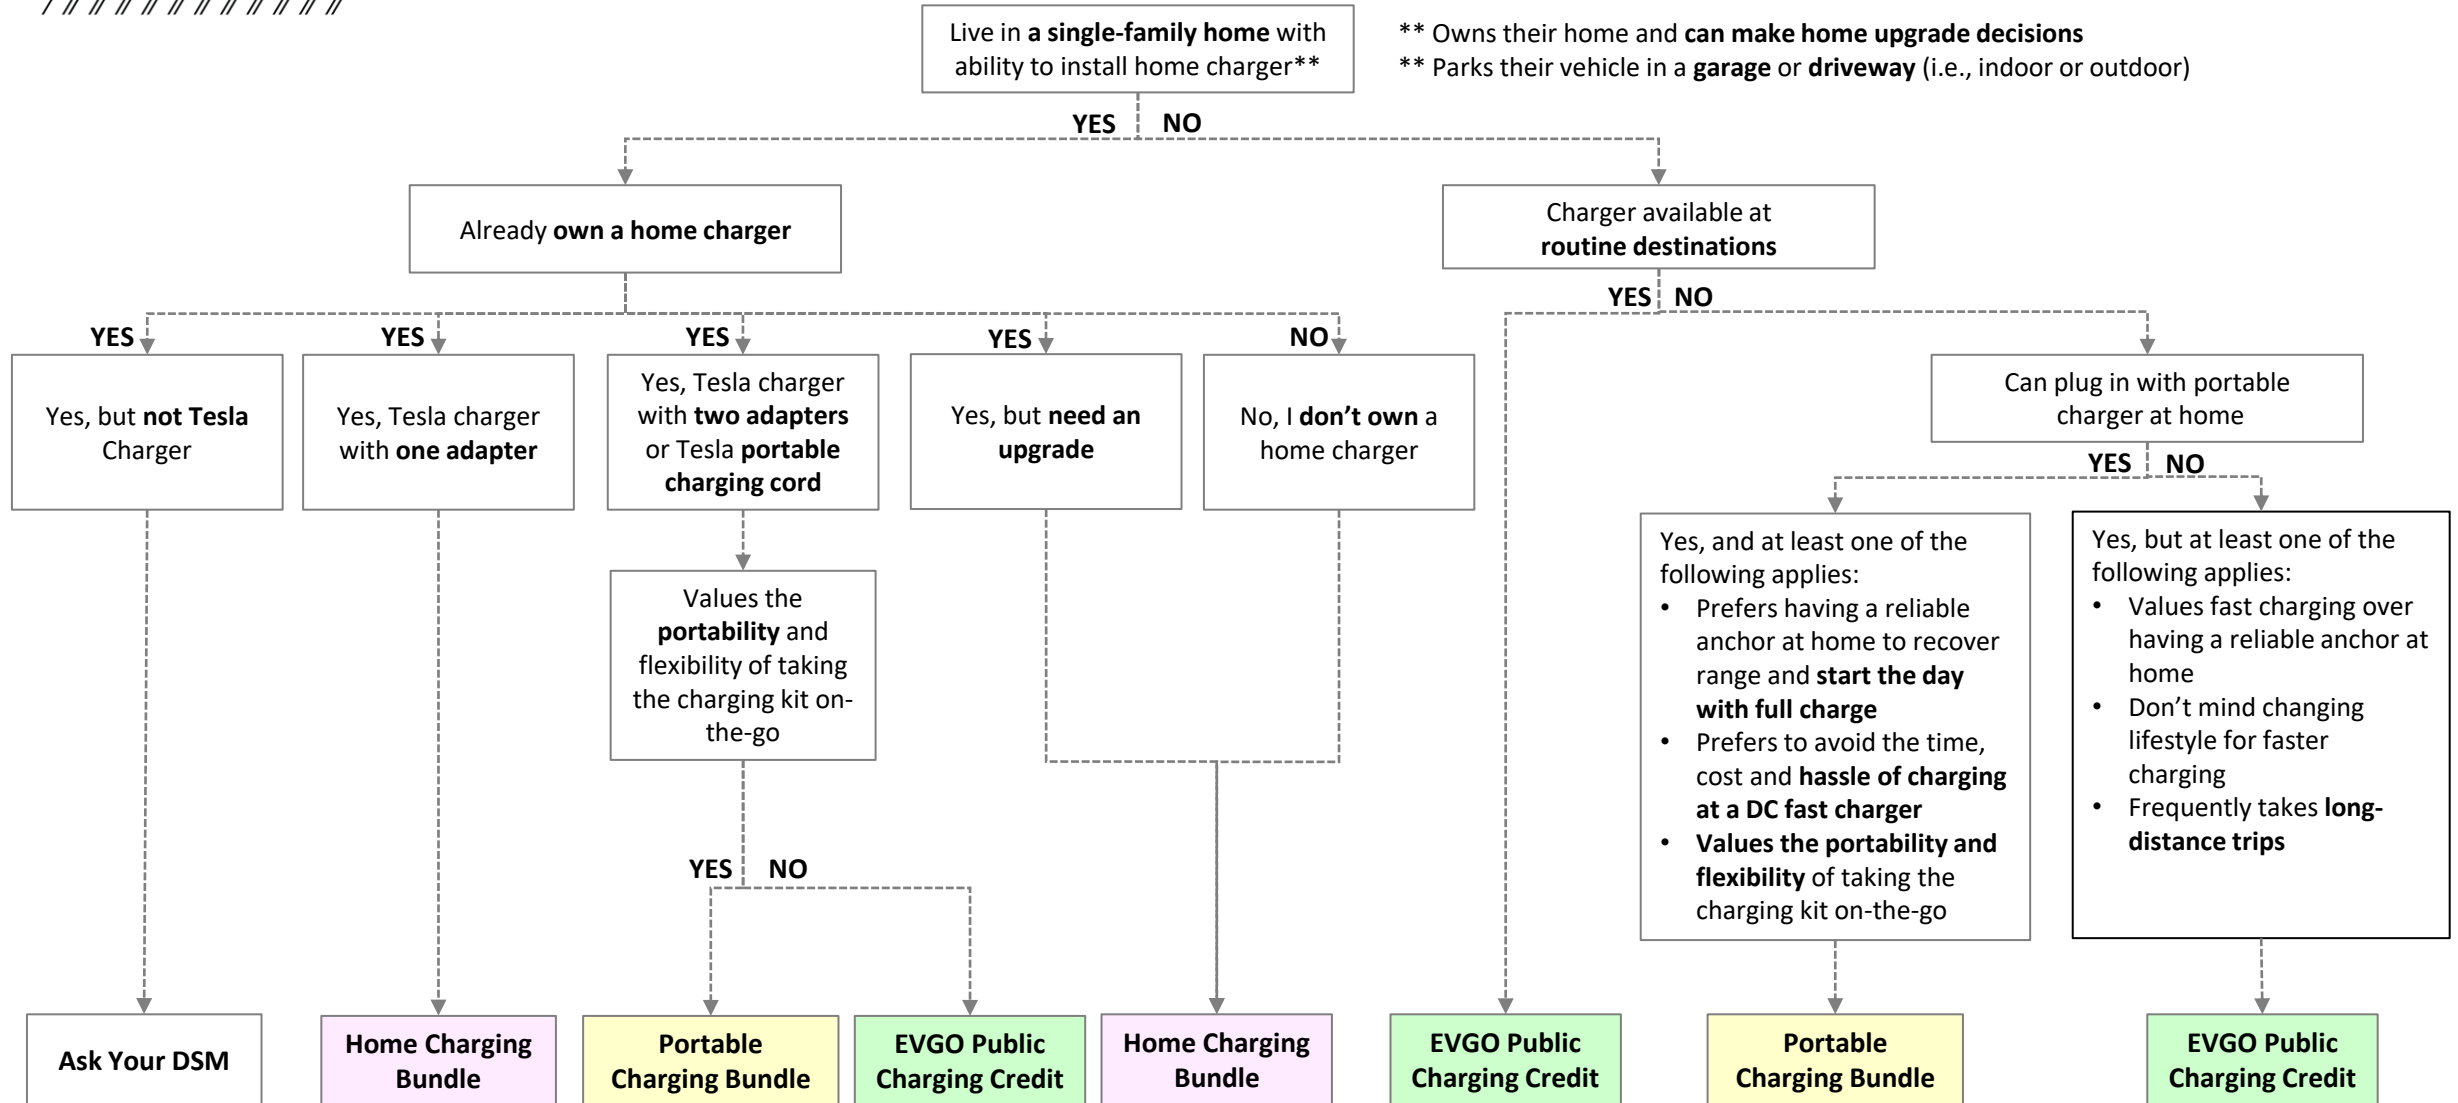 Live in a single-family home with
ability to install home charger**
** Owns their home and can make home upgrade decisions
** Parks their vehicle in a garage or driveway (i.e., indoor or outdoor)
YES
NO
Already own a home charger
Charger available at
routine destinations
YES
NO
YES
YES
YES
YES
NO
Yes, but not Tesla
Charger
Yes, Tesla charger
with one adapter
Yes, Tesla charger
with two adapters
or Tesla portable
charging cord
Yes, but need an
upgrade
No, I don’t own a
home charger
Can plug in with portable
charger at home
YES
NO
Values the
portability and
flexibility of taking
the charging kit on-
the-go
Yes, and at least one of the
following applies:
• Prefers having a reliable
anchor at home to recover
range and start the day
with full charge
• Prefers to avoid the time,
cost and hassle of charging
at a DC fast charger
• Values the portability and
flexibility of taking the
charging kit on-the-go
Yes, but at least one of the
following applies:
• Values fast charging over
having a reliable anchor at
home
• Don’t mind changing
lifestyle for faster
charging
• Frequently takes long-
distance trips
YES
NO
Ask Your DSM
Home Charging
Bundle
Portable
Charging Bundle
EVGO Public
Charging Credit
Home Charging
Bundle
EVGO Public
Charging Credit
Portable
Charging Bundle
EVGO Public
Charging Credit